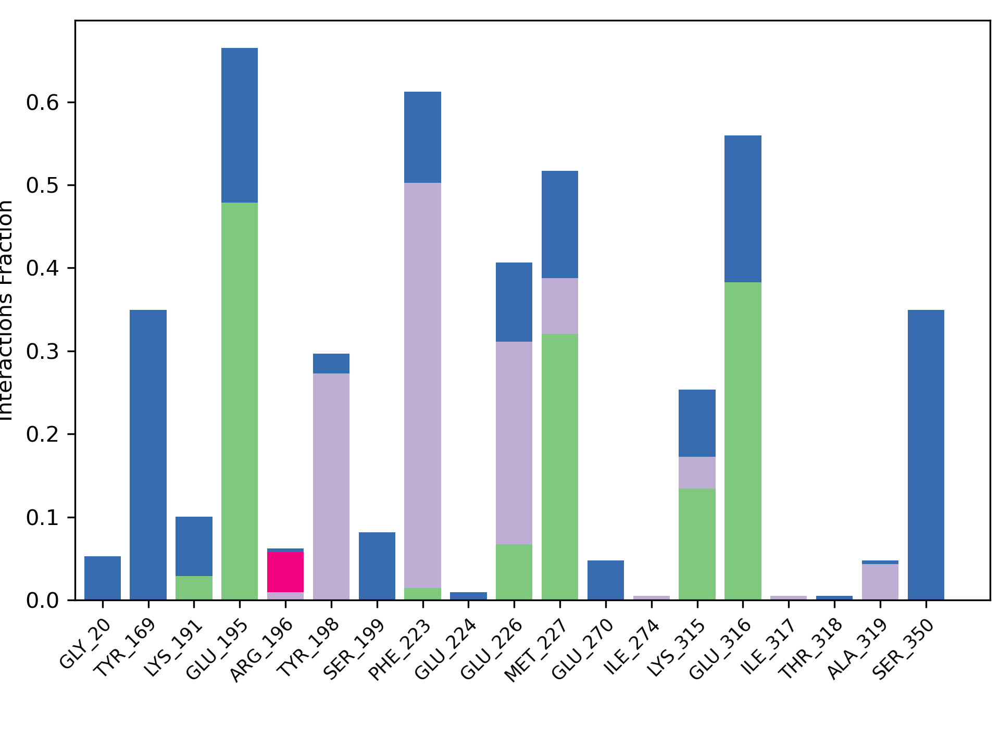 Interactions Fraction
0.6
0.5
0.4
0.3
0.2
0.1
0.0
GLY_20
TYR_169
LYS_191
GLU_195
ARG_196
TYR_198
SER_199
PHE_223
GLU_224
GLU_226
MET_227
GLU_270
ILE_274
LYS_315
GLU_316
ILE_317
THR_318
ALA_319
SER_350